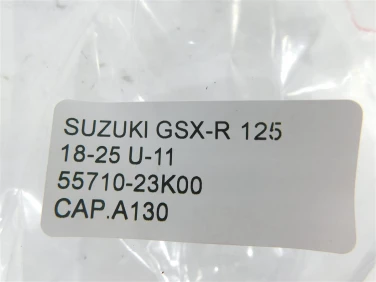 SUZUKI GSX-R 125
18-25 U-11
55710-23K00
CAP.A130